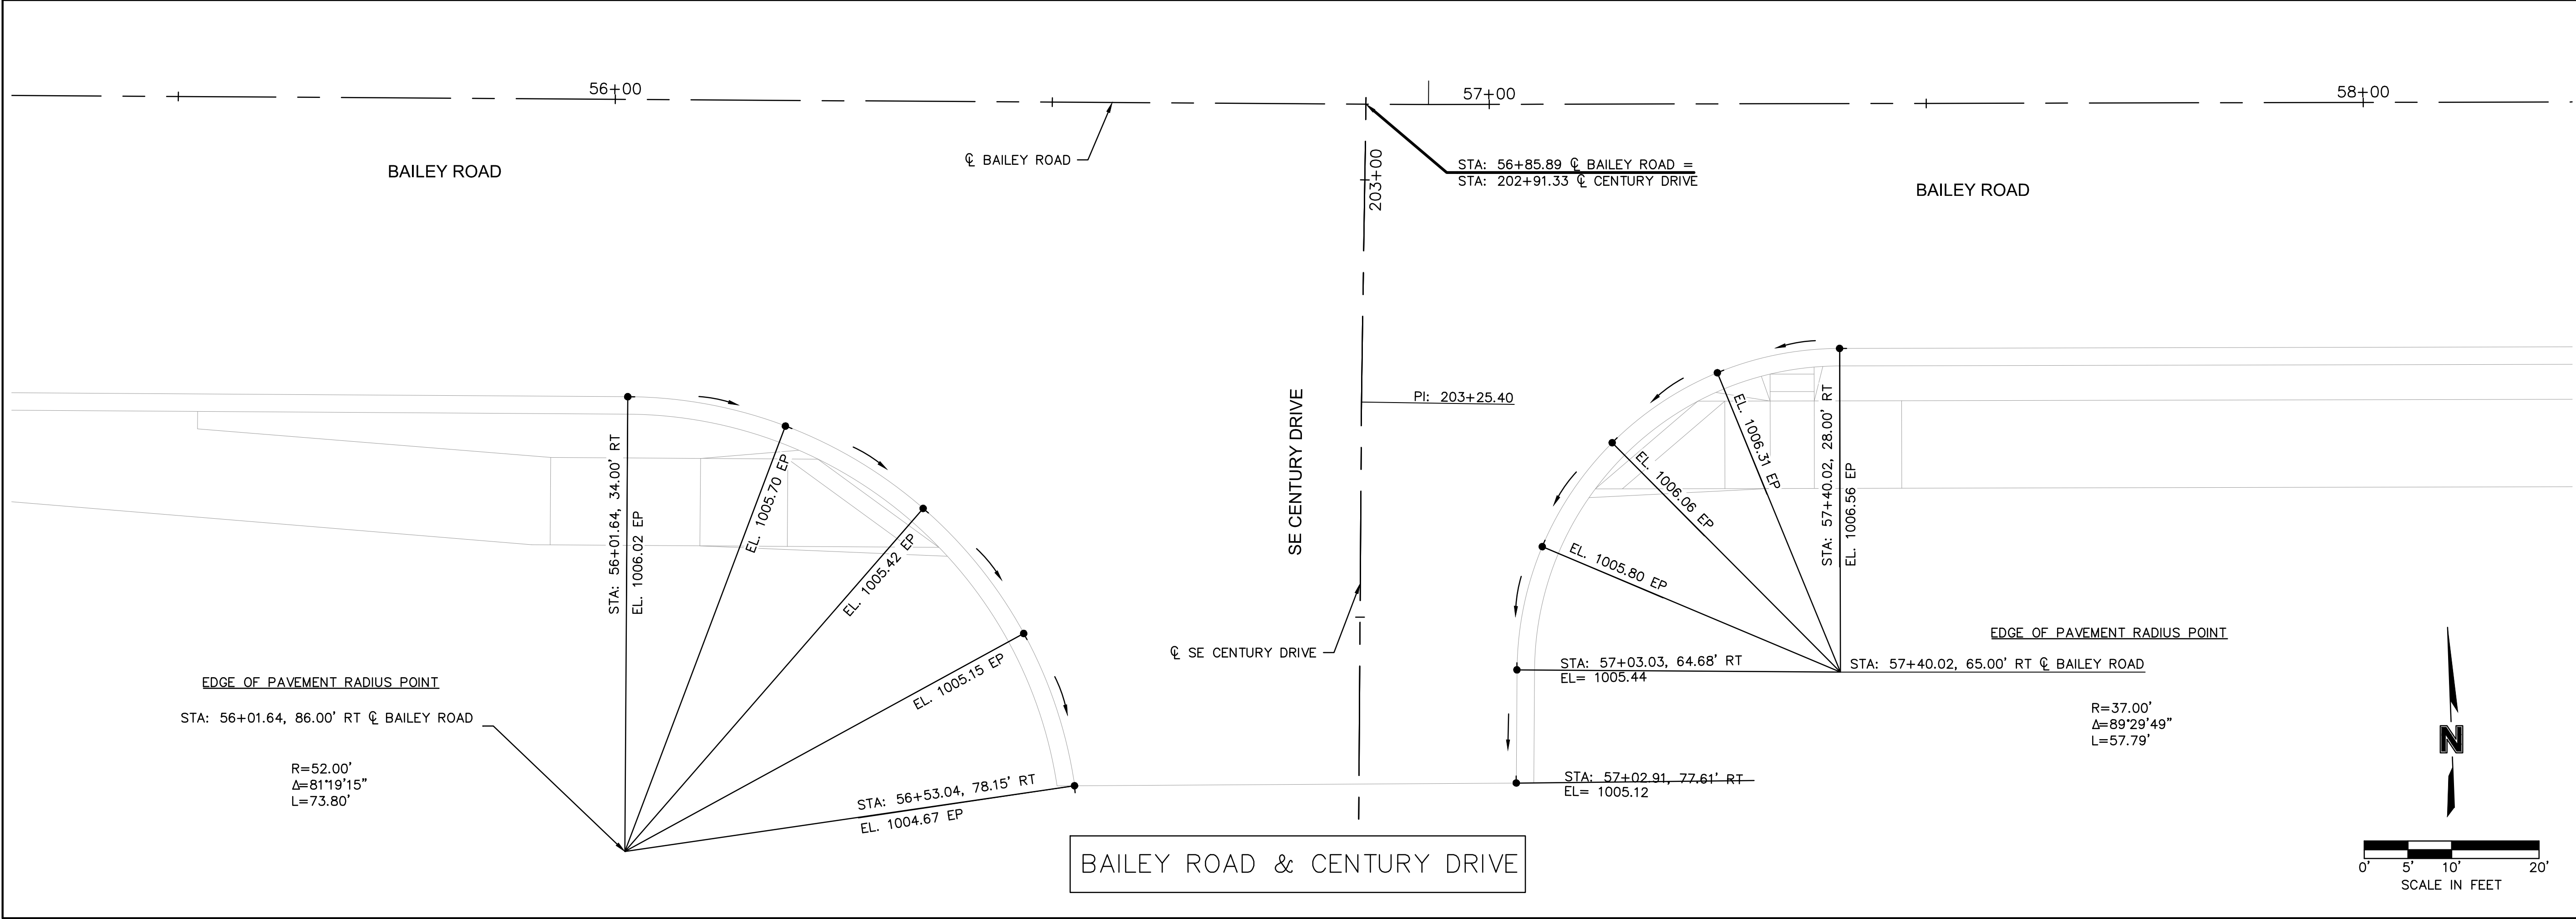 56+00
57+00
58+00
℄ BAILEY ROAD
203+00
STA: 56+85.89 ℄ BAILEY ROAD =
STA: 202+91.33 ℄ CENTURY DRIVE
BAILEY ROAD
BAILEY ROAD
SE CENTURY DRIVE
PI: 203+25.40
STA: 56+01.64, 34.00' RT
EL. 1006.02 EP
EL. 1005.70 EP
EL. 1005.42 EP
EL. 1005.15 EP
STA: 56+53.04, 78.15' RT
EL. 1004.67 EP
EDGE OF PAVEMENT RADIUS POINT
STA: 56+01.64, 86.00' RT ℄ BAILEY ROAD
R=52.00'
Δ=81°19'15"
L=73.80'
℄ SE CENTURY DRIVE
STA: 57+40.02, 28.00' RT
EL. 1006.56 EP
EL. 1006.31 EP
EL. 1006.06 EP
EL. 1005.80 EP
STA: 57+03.03, 64.68' RT
EL= 1005.44
STA: 57+02.91, 77.61' RT
EL= 1005.12
EDGE OF PAVEMENT RADIUS POINT
STA: 57+40.02, 65.00' RT ℄ BAILEY ROAD
R=37.00'
Δ=89°29'49"
L=57.79'
N
BAILEY ROAD & CENTURY DRIVE
0' 5' 10' 20'
SCALE IN FEET